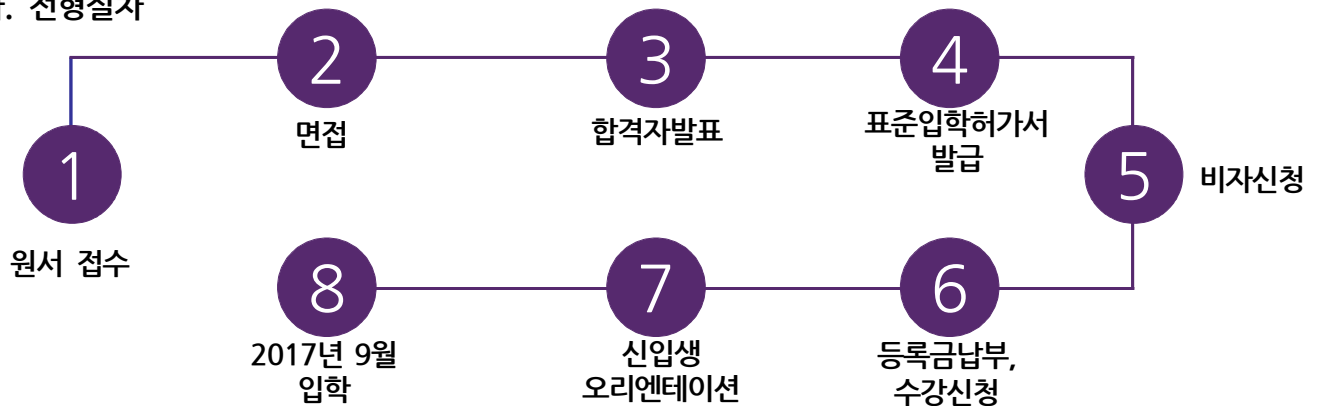 전형절차
1
원서 접수
2
면접
3
합격자발표
4
표준입학허가서
발급
5
비자신청
6
등록금납부,
수강신청
7
신입생
오리엔테이션
8
2017년 9월
입학